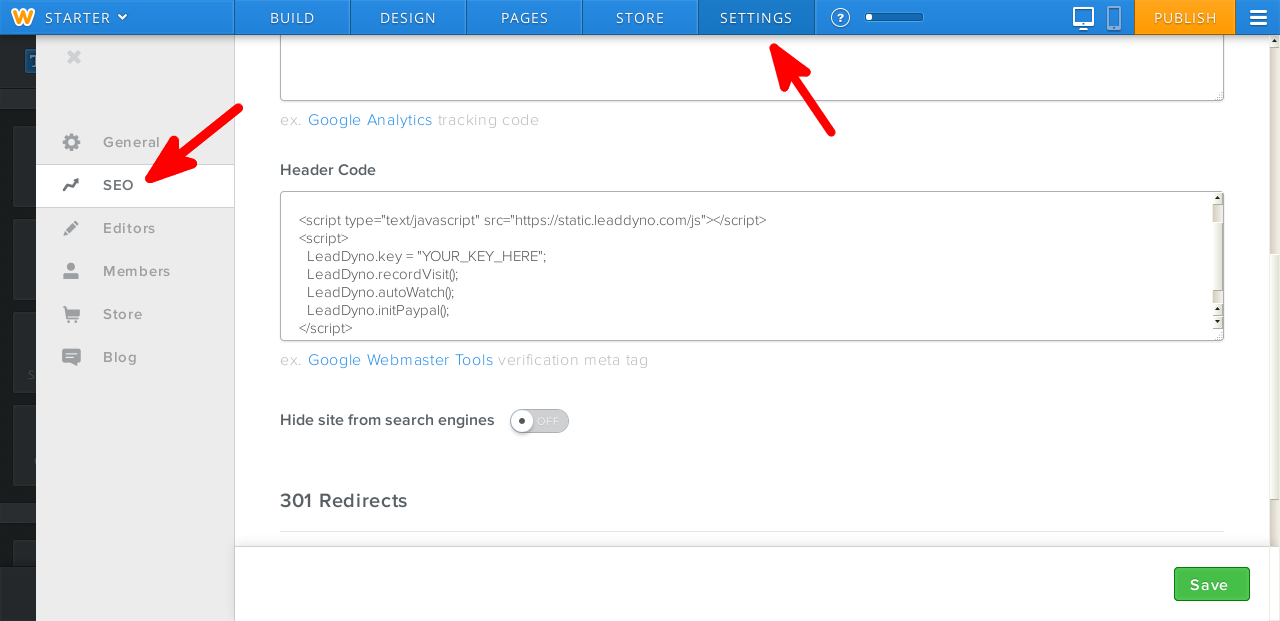 STARTER
BUILD
DESIGN
PAGES
STORE
SETTINGS
?
PUBLISH
General
SEO
Editors
Members
Store
Blog
ex. Google Analytics tracking code
Header Code
<script type="text/javascript" src="https://static.leaddyno.com/js"></script>
<script>
LeadDyno.key = "YOUR_KEY_HERE";
LeadDyno.recordVisit();
LeadDyno.autoWatch();
LeadDyno.initPaypal();
</script>
ex. Google Webmaster Tools verification meta tag
Hide site from search engines OFF
301 Redirects
Save